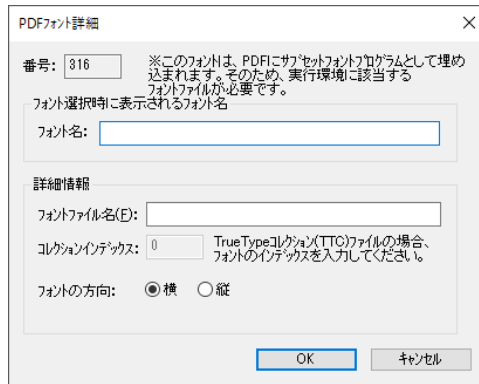 PDFフォント詳細
番号: 316
※このフォントは、PDFにサブセットフォントプログラムとして埋め
込まれます。そのため、実行環境に該当する
フォントファイルが必要です。
フォント選択時に表示されるフォント名
フォント名:
詳細情報
フォントファイル名(F):
コレクションインデックス: 0 TrueTypeコレクション(TTC)ファイルの場合、
フォントのインデックスを入力してください。
フォントの方向: 横 縦
OK キャンセル